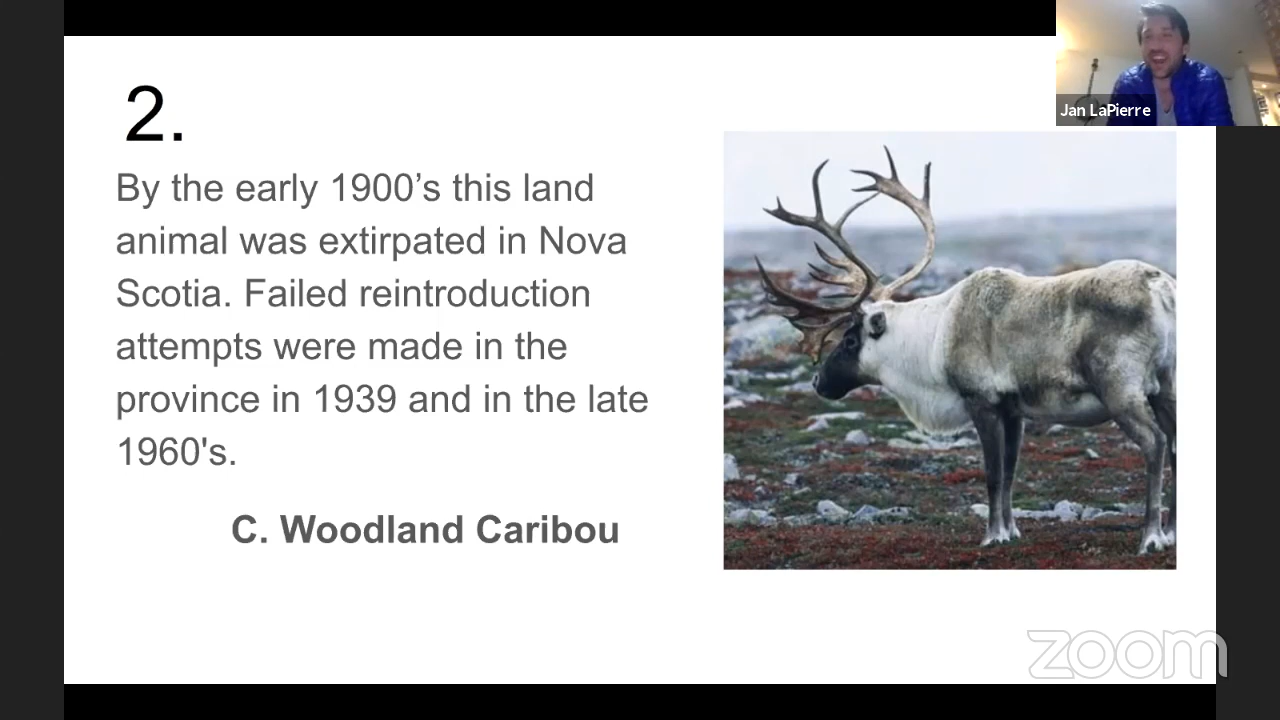 2.
By the early 1900’s this land
animal was extirpated in Nova
Scotia. Failed reintroduction
attempts were made in the
province in 1939 and in the late
1960's.
C. Woodland Caribou
Jan LaPierre
zoom